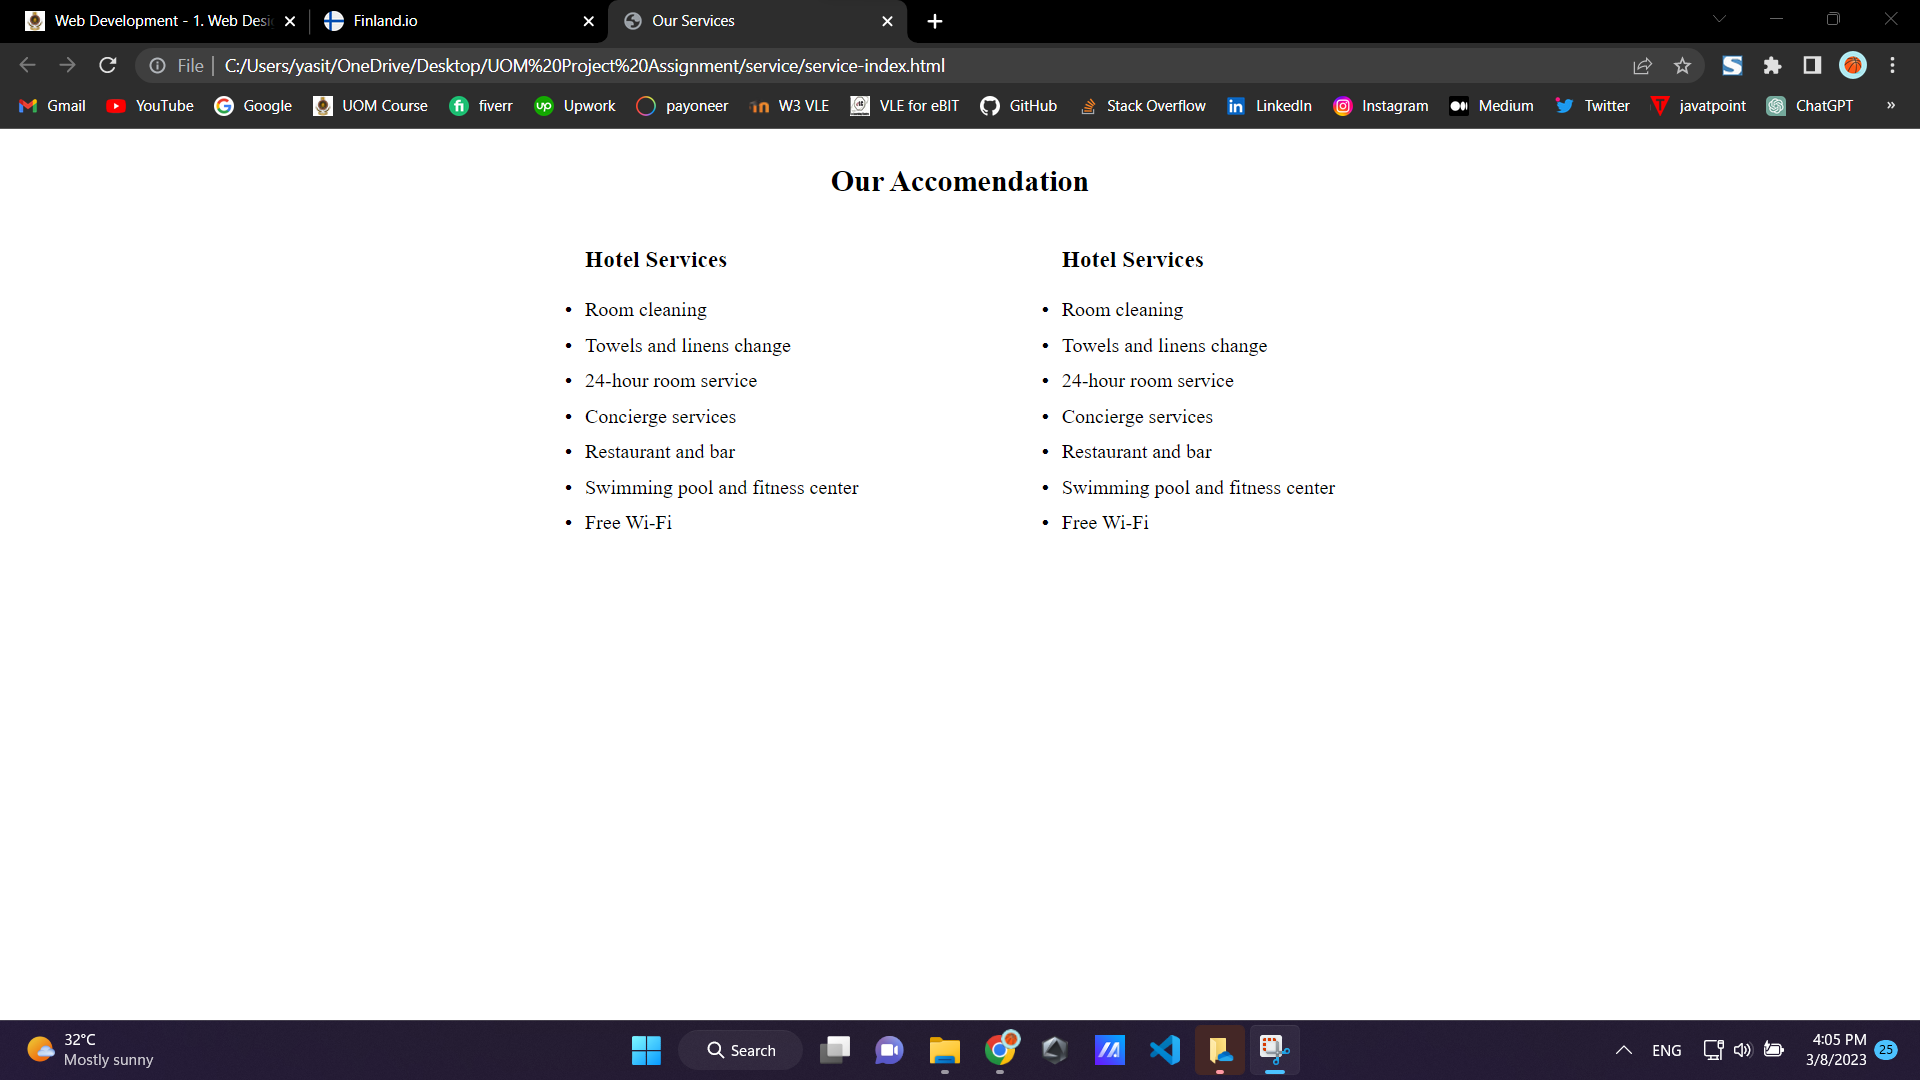 Web Development - 1. Web Desi
Finland.io
Our Services
File
C:/Users/yasit/OneDrive/Desktop/UOM%20Project%20Assignment/service/service-index.html
Gmail YouTube Google UOM Course fiverr Upwork payoneer W3 VLE VLE for eBIT GitHub Stack Overflow LinkedIn Instagram Medium Twitter javatpoint ChatGPT »
Our Accomendation
Hotel Services
• Room cleaning
• Towels and linens change
• 24-hour room service
• Concierge services
• Restaurant and bar
• Swimming pool and fitness center
• Free Wi-Fi
Hotel Services
• Room cleaning
• Towels and linens change
• 24-hour room service
• Concierge services
• Restaurant and bar
• Swimming pool and fitness center
• Free Wi-Fi
32°C
Mostly sunny
Search
ENG
4:05 PM
3/8/2023
25